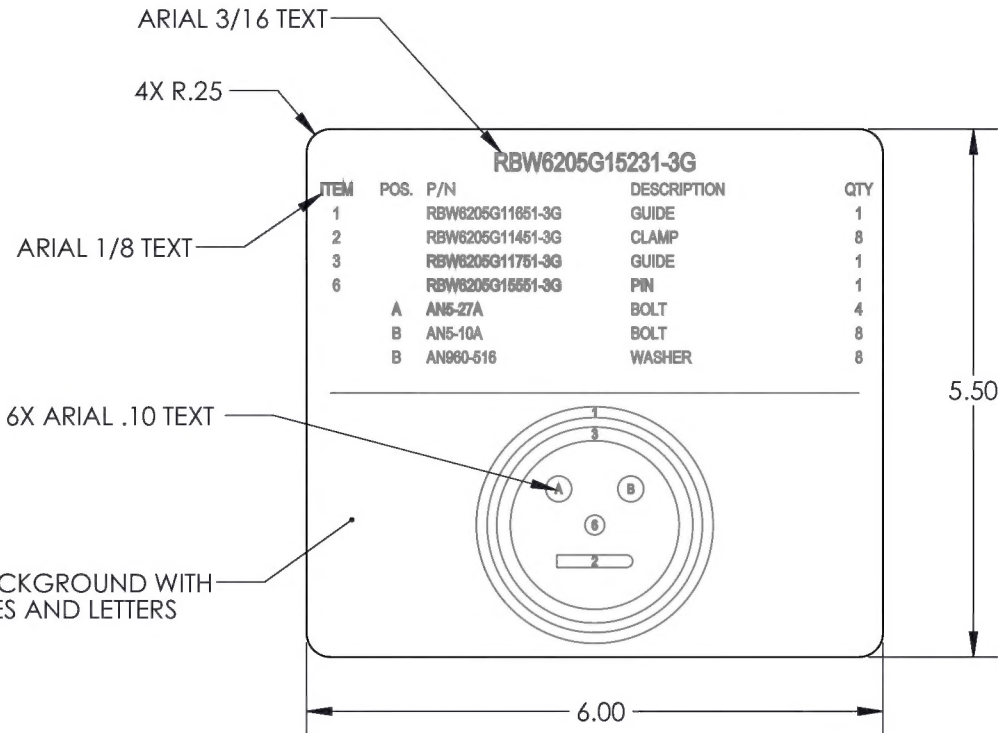 ARIAL 3/16 TEXT
4X R.25
RBW6205G15231-3G
ITEM POS. P/N DESCRIPTION QTY
1 RBW6205G11651-3G GUIDE 1
2 RBW6205G11451-3G CLAMP 8
3 RBW6205G11751-3G GUIDE 1
6 RBW6205G15551-3G PIN 1
A AN5-27A BOLT 4
B AN5-10A BOLT 8
B AN960-516 WASHER 8
ARIAL 1/8 TEXT
5.50
6X ARIAL .10 TEXT
1
3
A B
6
2
WITH
AND LETTERS
6.00